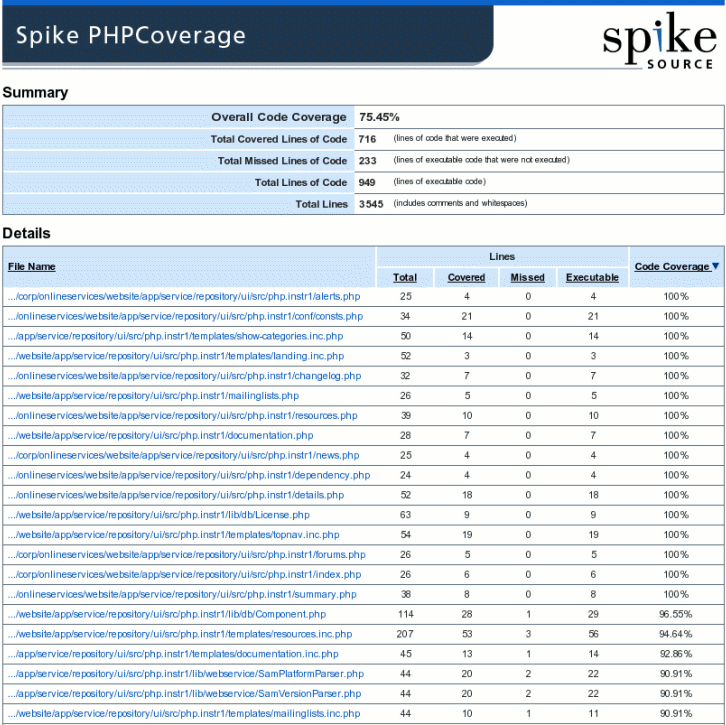 Spike PHPCoverage
spike
SOURCE
Summary
Overall Code Coverage 75.45%
Total Covered Lines of Code 716 (lines of code that were executed)
Total Missed Lines of Code 233 (lines of executable code that were not executed)
Total Lines of Code 949 (lines of executable code)
Total Lines 3545 (includes comments and whitespaces)
Details
File Name Lines Code Coverage
Total Covered Missed Executable
.../corp/onlineservices/website/app/service/repository/ui/src/php.instr1/alerts.php 25 4 0 4 100%
.../onlineservices/website/app/service/repository/ui/src/php.instr1/conf/consts.php 34 21 0 21 100%
.../app/service/repository/ui/src/php.instr1/templates/show-categories.inc.php 50 14 0 14 100%
.../website/app/service/repository/ui/src/php.instr1/templates/landing.inc.php 52 3 0 3 100%
.../onlineservices/website/app/service/repository/ui/src/php.instr1/changelog.php 32 7 0 7 100%
.../website/app/service/repository/ui/src/php.instr1/mailinglists.php 26 5 0 5 100%
.../onlineservices/website/app/service/repository/ui/src/php.instr1/resources.php 39 10 0 10 100%
.../website/app/service/repository/ui/src/php.instr1/documentation.php 28 7 0 7 100%
.../corp/onlineservices/website/app/service/repository/ui/src/php.instr1/news.php 25 4 0 4 100%
.../onlineservices/website/app/service/repository/ui/src/php.instr1/dependency.php 24 4 0 4 100%
.../onlineservices/website/app/service/repository/ui/src/php.instr1/details.php 52 18 0 18 100%
.../website/app/service/repository/ui/src/php.instr1/lib/db/License.php 63 9 0 9 100%
.../website/app/service/repository/ui/src/php.instr1/templates/topnav.inc.php 54 19 0 19 100%
.../corp/onlineservices/website/app/service/repository/ui/src/php.instr1/forums.php 26 5 0 5 100%
.../corp/onlineservices/website/app/service/repository/ui/src/php.instr1/index.php 26 6 0 6 100%
.../onlineservices/website/app/service/repository/ui/src/php.instr1/summary.php 38 8 0 8 100%
.../website/app/service/repository/ui/src/php.instr1/lib/db/Component.php 114 28 1 29 96.55%
.../website/app/service/repository/ui/src/php.instr1/templates/resources.inc.php 207 53 3 56 94.64%
.../app/service/repository/ui/src/php.instr1/templates/documentation.inc.php 45 13 1 14 92.86%
.../app/service/repository/ui/src/php.instr1/lib/webservice/SamPlatformParser.php 44 20 2 22 90.91%
.../app/service/repository/ui/src/php.instr1/lib/webservice/SamVersionParser.php 44 20 2 22 90.91%
.../app/service/repository/ui/src/php.instr1/templates/mailinglists.inc.php 44 10 1 11 90.91%